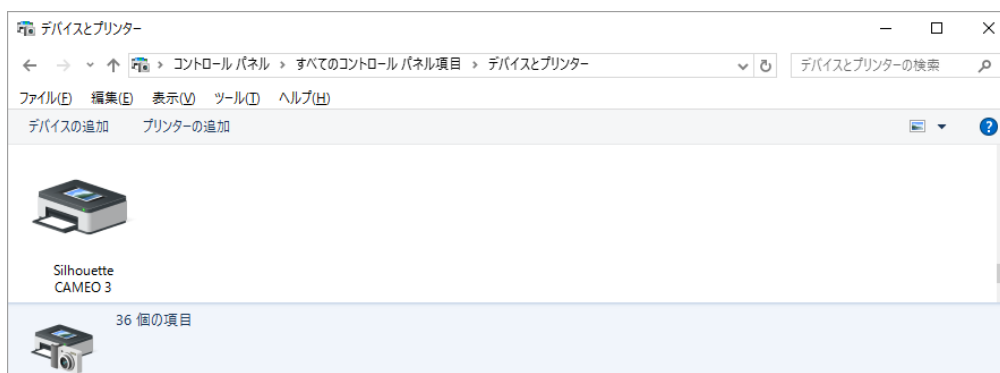 デバイスとプリンター
コントロール パネル › すべてのコントロール パネル項目 › デバイスとプリンター
デバイスとプリンターの検索
ファイル(F) 編集(E) 表示(V) ツール(T) ヘルプ(H)
デバイスの追加 プリンターの追加
Silhouette
CAMEO 3
36 個の項目